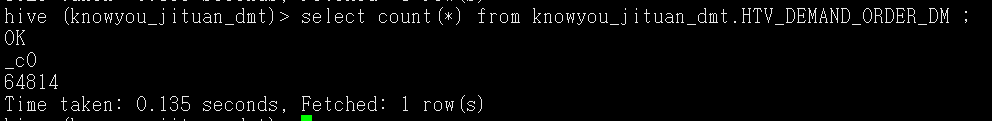 hive (knowyou_jituan_dmt)> select count(*) from knowyou_jituan_dmt.HTV_DEMAND_ORDER_DM ;
OK
_c0
64814
Time taken: 0.135 seconds, Fetched: 1 row(s)